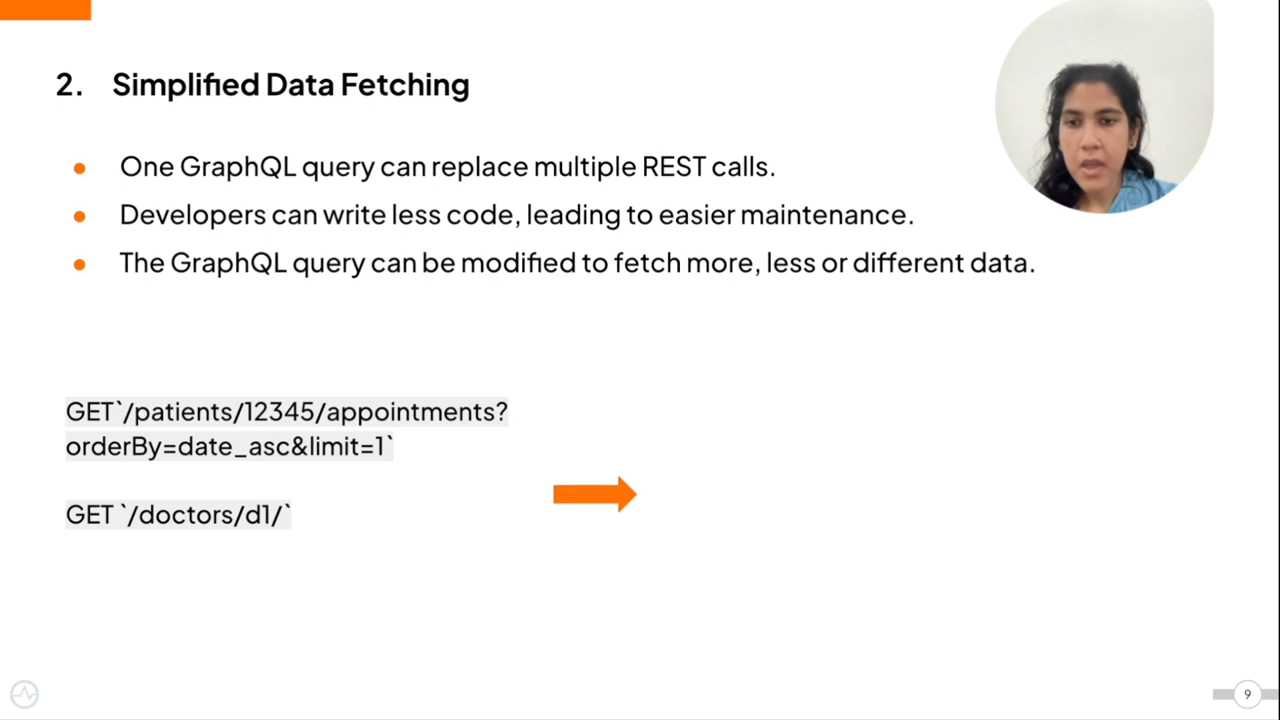 2. Simplified Data Fetching
● One GraphQL query can replace multiple REST calls.
● Developers can write less code, leading to easier maintenance.
● The GraphQL query can be modified to fetch more, less or different data.
GET`/patients/12345/appointments?
orderBy=date_asc&limit=1`
GET `/doctors/d1/`
9